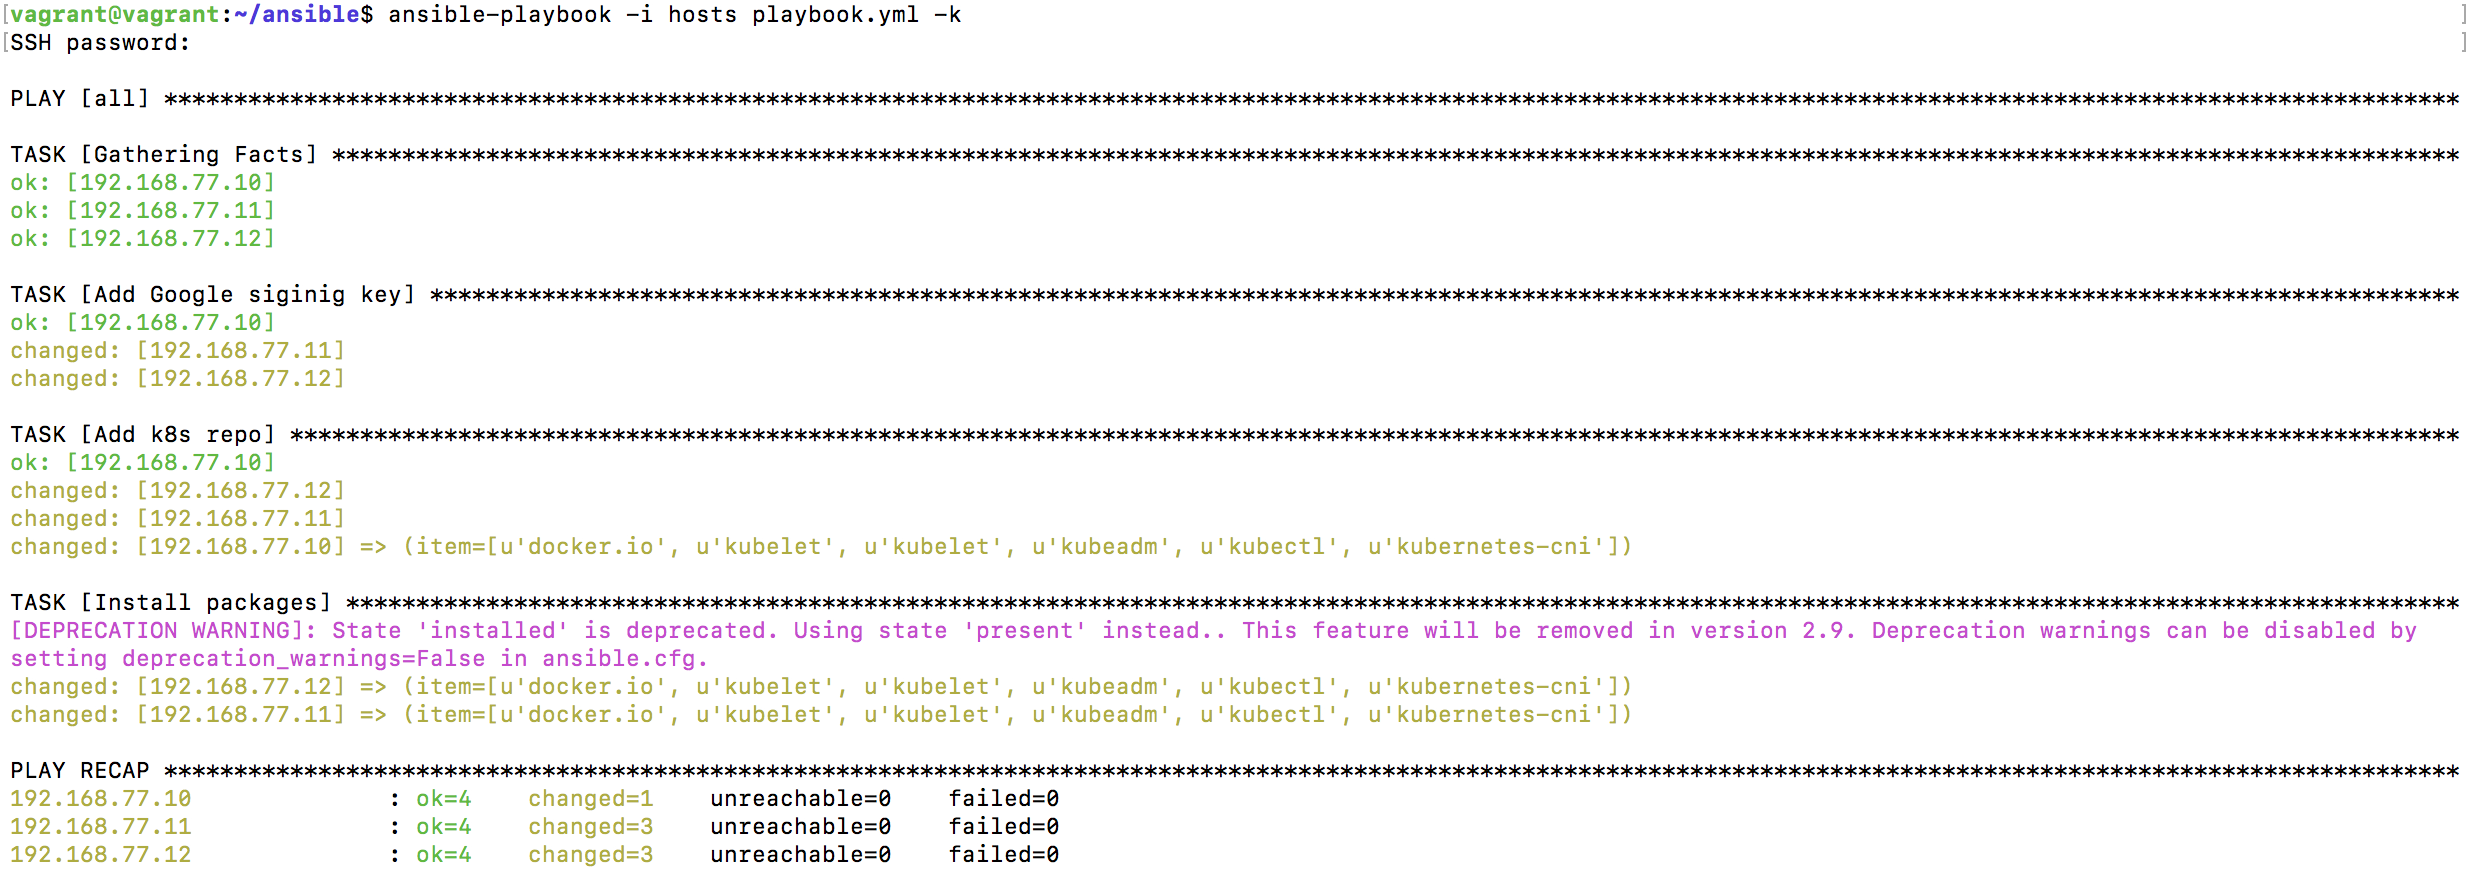 [vagrant@vagrant:~/ansible$ ansible-playbook -i hosts playbook.yml -k ]
[SSH password: ]
PLAY [all] ********************************************************************************************************************************************************************
TASK [Gathering Facts] ********************************************************************************************************************************************************
ok: [192.168.77.10]
ok: [192.168.77.11]
ok: [192.168.77.12]
TASK [Add Google siginig key] *************************************************************************************************************************************************
ok: [192.168.77.10]
changed: [192.168.77.11]
changed: [192.168.77.12]
TASK [Add k8s repo] ***********************************************************************************************************************************************************
ok: [192.168.77.10]
changed: [192.168.77.12]
changed: [192.168.77.11]
changed: [192.168.77.10] => (item=[u'docker.io', u'kubelet', u'kubelet', u'kubeadm', u'kubectl', u'kubernetes-cni'])
TASK [Install packages] *******************************************************************************************************************************************************
[DEPRECATION WARNING]: State 'installed' is deprecated. Using state 'present' instead.. This feature will be removed in version 2.9. Deprecation warnings can be disabled by
setting deprecation_warnings=False in ansible.cfg.
changed: [192.168.77.12] => (item=[u'docker.io', u'kubelet', u'kubelet', u'kubeadm', u'kubectl', u'kubernetes-cni'])
changed: [192.168.77.11] => (item=[u'docker.io', u'kubelet', u'kubelet', u'kubeadm', u'kubectl', u'kubernetes-cni'])
PLAY RECAP ********************************************************************************************************************************************************************
192.168.77.10 : ok=4 changed=1 unreachable=0 failed=0
192.168.77.11 : ok=4 changed=3 unreachable=0 failed=0
192.168.77.12 : ok=4 changed=3 unreachable=0 failed=0